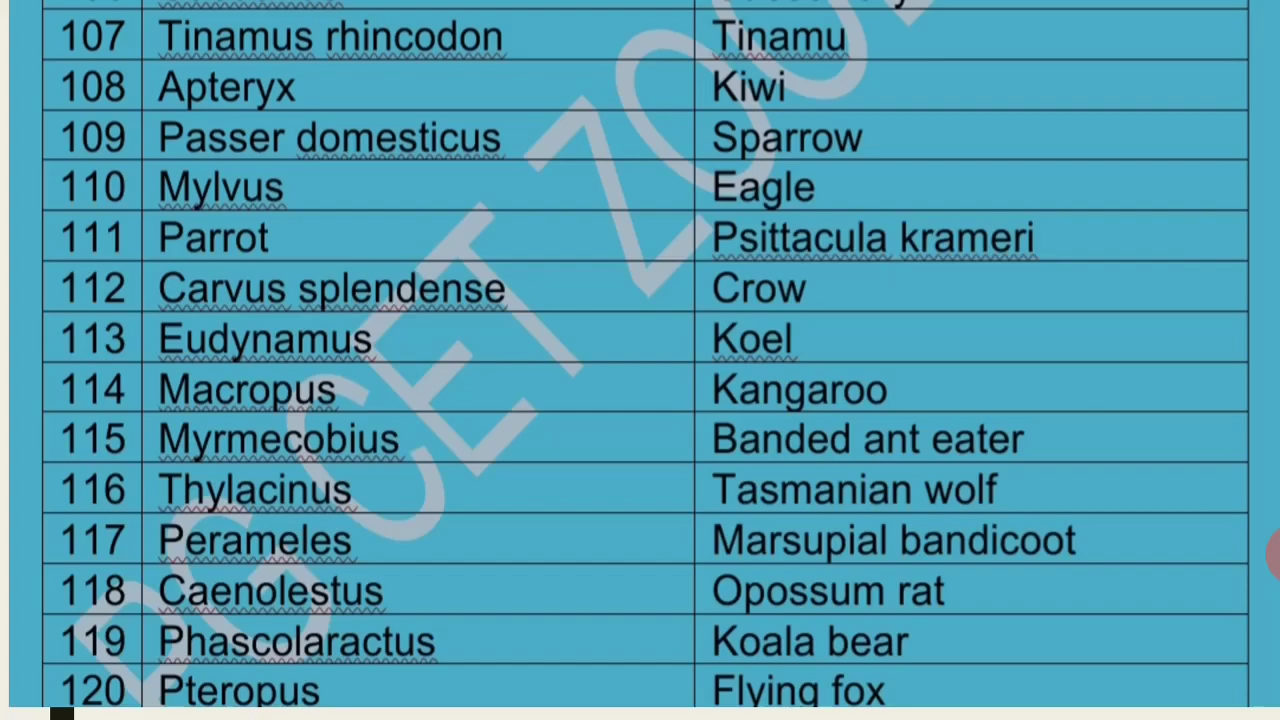 107 Tinamus rhincodon Tinamu
108 Apteryx Kiwi
109 Passer domesticus Sparrow
110 Mylvus Eagle
111 Parrot Psittacula krameri
112 Carvus splendense Crow
113 Eudynamus Koel
114 Macropus Kangaroo
115 Myrmecobius Banded ant eater
116 Thylacinus Tasmanian wolf
117 Perameles Marsupial bandicoot
118 Caenolestus Opossum rat
119 Phascolaractus Koala bear
120 Pteropus Flying fox
PG CET